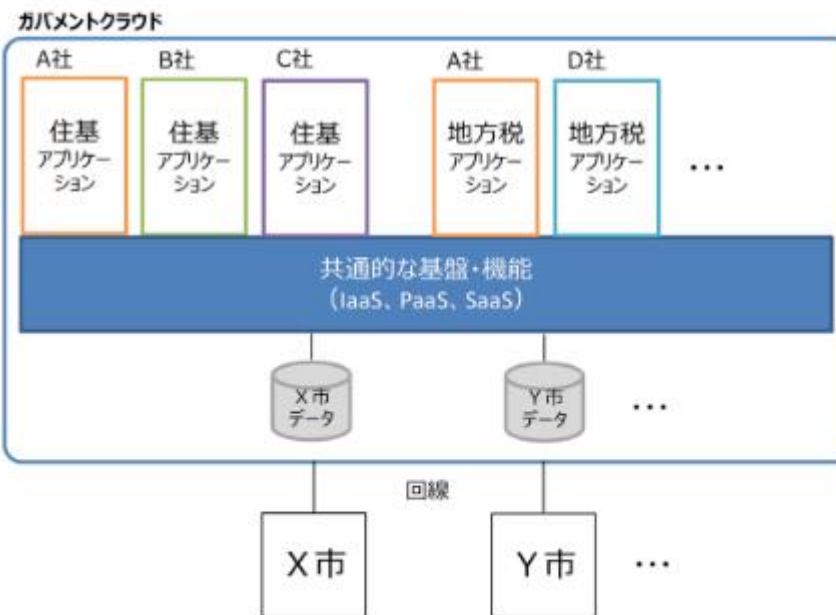 ガバメントクラウド
A社
B社
C社
A社
D社
住基
アプリケー
ション
住基
アプリケー
ション
住基
アプリケー
ション
地方税
アプリケー
ション
地方税
アプリケー
ション
…
共通的な基盤・機能
（IaaS、PaaS、SaaS）
X市
データ
Y市
データ
…
回線
X市
Y市
…